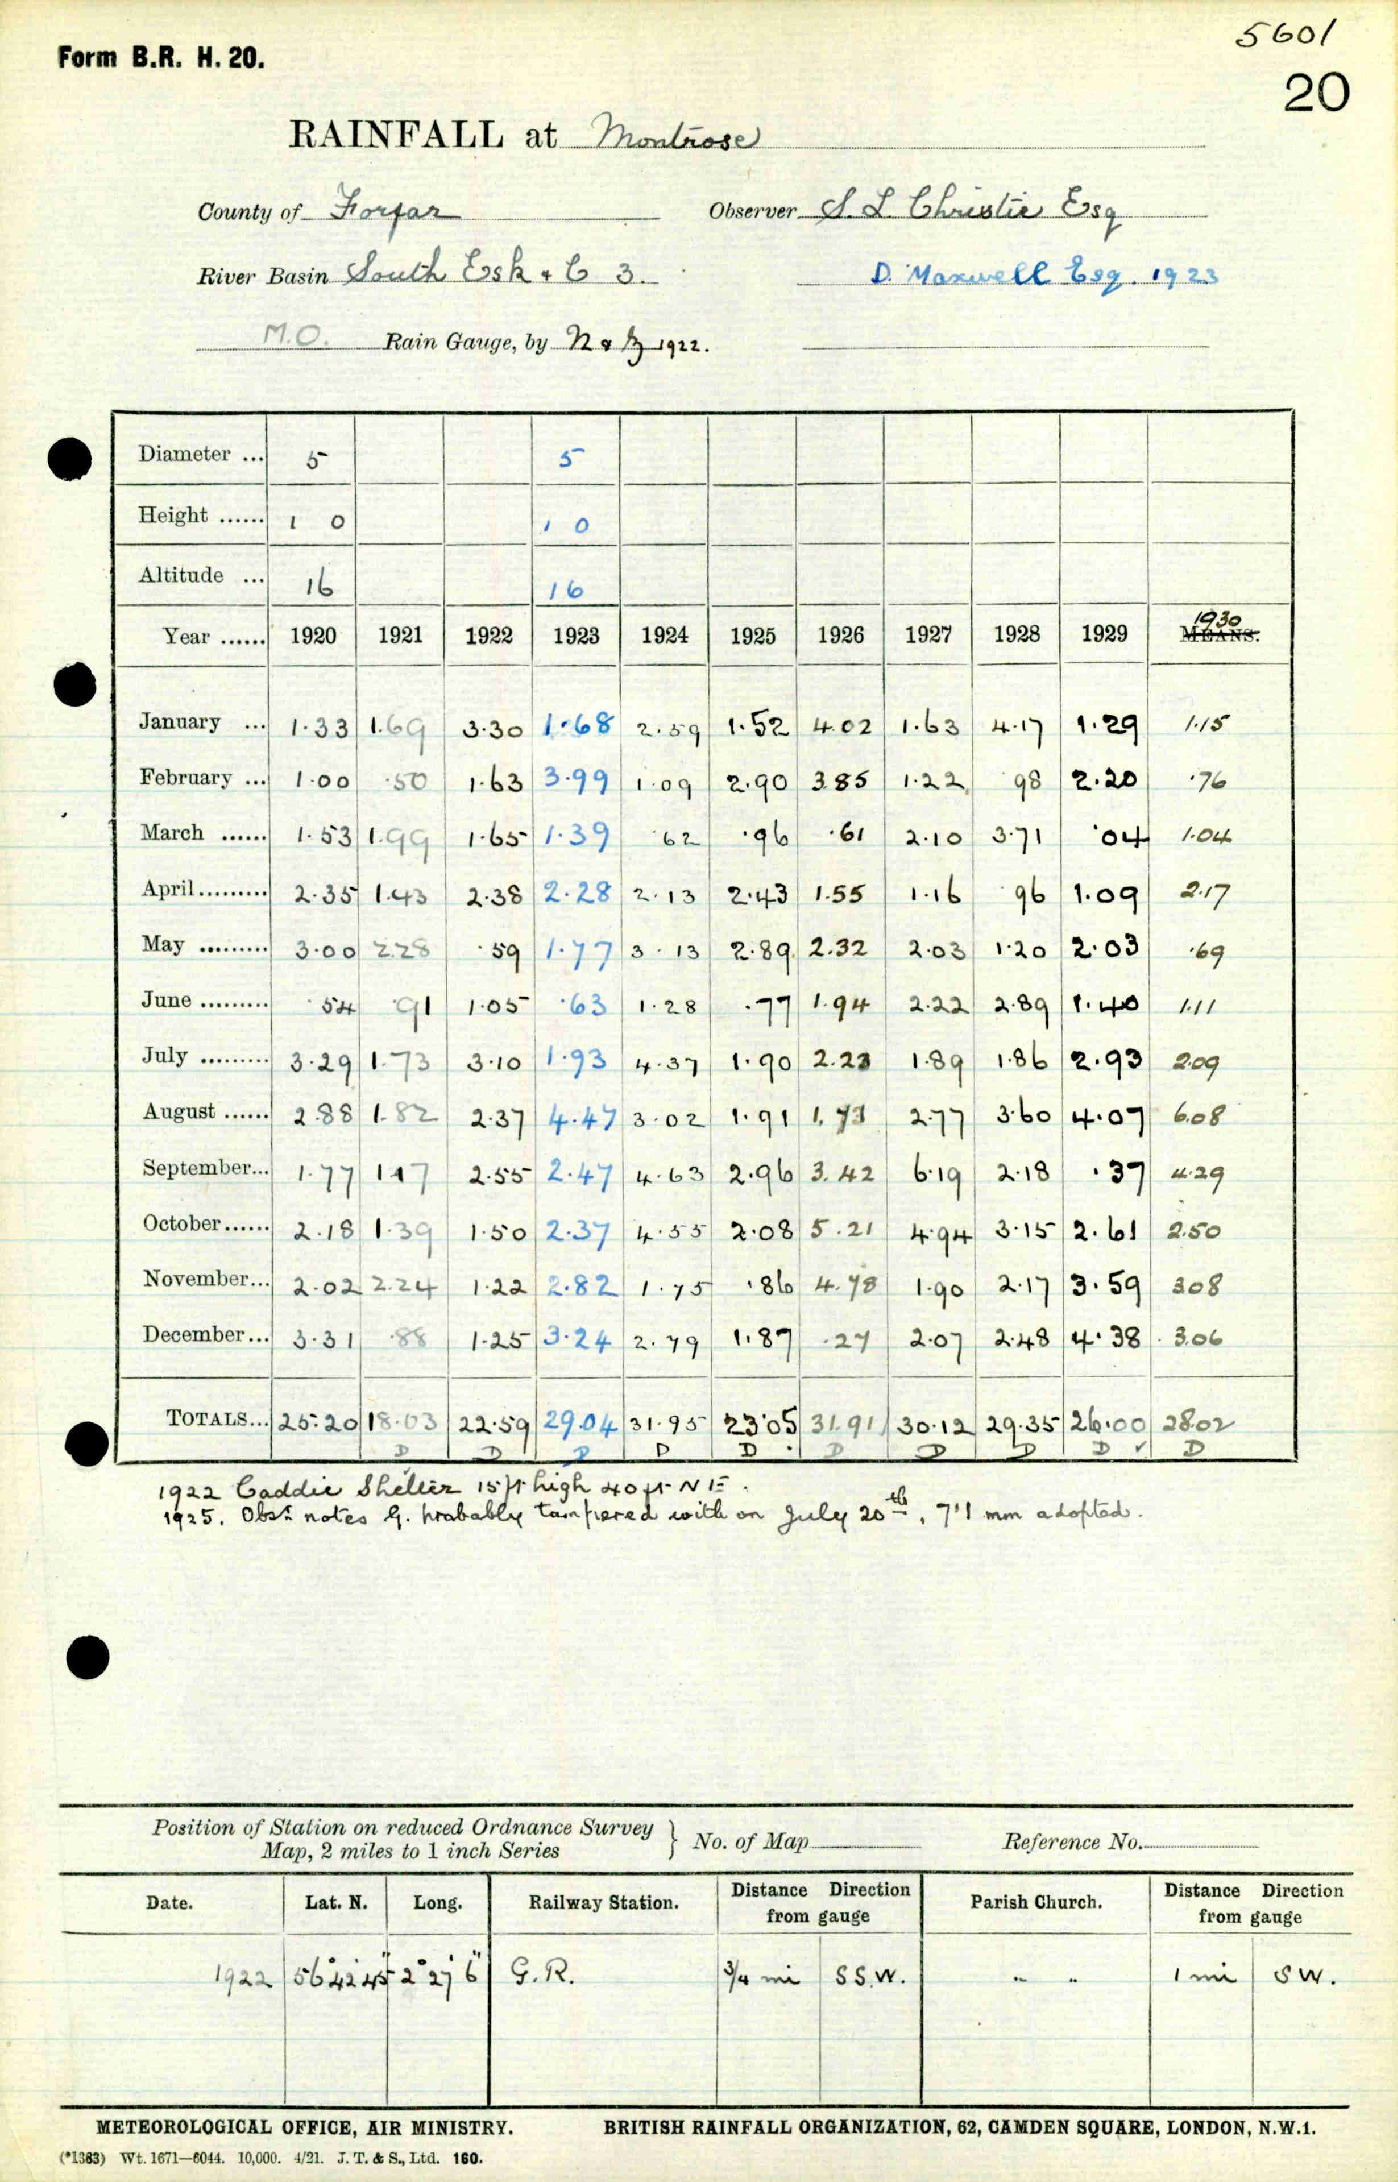 5601
Form B.R. H. 20.
20
RAINFALL at Montrose
County of Forfar Observer S. L Christie Esq
River Basin South Esk & C 3. D. Maxwell Esq. 1923
M.O. Rain Gauge, by N & Z 1922.
Diameter ... 5 5
Height ...... 1 0 1 0
Altitude ... 16 16
Year ...... 1920 1921 1922 1923 1924 1925 1926 1927 1928 1929 1930 MEANS.
January ... 1.33 1.69 3.30 1.68 2.59 1.52 4.02 1.63 4.17 1.29 1.15
February ... 1.00 .50 1.63 3.99 1.09 2.90 3.85 1.22 .98 2.20 .76
March ...... 1.53 1.99 1.65 1.39 .62 .96 .61 2.10 3.71 .04 1.04
April......... 2.35 1.43 2.38 2.28 2.13 2.43 1.55 1.16 .96 1.09 2.17
May ......... 3.00 2.28 .59 1.77 3.13 2.89 2.32 2.03 1.20 2.03 .69
June ......... .54 .91 1.05 .63 1.28 .77 1.94 2.22 2.89 1.40 1.11
July ......... 3.29 1.73 3.10 1.93 4.37 1.90 2.23 1.89 1.86 2.93 2.09
August ...... 2.88 1.82 2.37 4.47 3.02 1.91 1.73 2.77 3.60 4.07 6.08
September... 1.77 1.17 2.55 2.47 4.63 2.96 3.42 6.19 2.18 .37 4.29
October...... 2.18 1.39 1.50 2.37 4.55 2.08 5.21 4.94 3.15 2.61 2.50
November... 2.02 2.24 1.22 2.82 1.75 .86 4.78 1.90 2.17 3.59 3.08
December... 3.31 .88 1.25 3.24 2.79 1.87 .27 2.07 2.48 4.38 3.06
TOTALS... 25.20 18.03 22.59 29.04 31.95 23.05 31.91 30.12 29.35 26.00 28.02
D D D D D D D D D ✓ D
1922 Caddie Shelter 15ft high 40 ft NE.
1925. Obsr. notes G. probably tampered with on July 20th, 7.1 mm adopted.
Position of Station on reduced Ordnance Survey Map, 2 miles to 1 inch Series } No. of Map Reference No.
Date. Lat. N. Long. Railway Station. Distance Direction from gauge Parish Church. Distance Direction from gauge
1922 56°42'45" 2°27'6" G.R. 3/4 mi SS.W. " " 1 mi SW.
METEOROLOGICAL OFFICE, AIR MINISTRY. BRITISH RAINFALL ORGANIZATION, 62, CAMDEN SQUARE, LONDON, N.W.1.
(*1383) Wt. 1671—6044. 10,000. 4/21. J. T. & S., Ltd. 160.